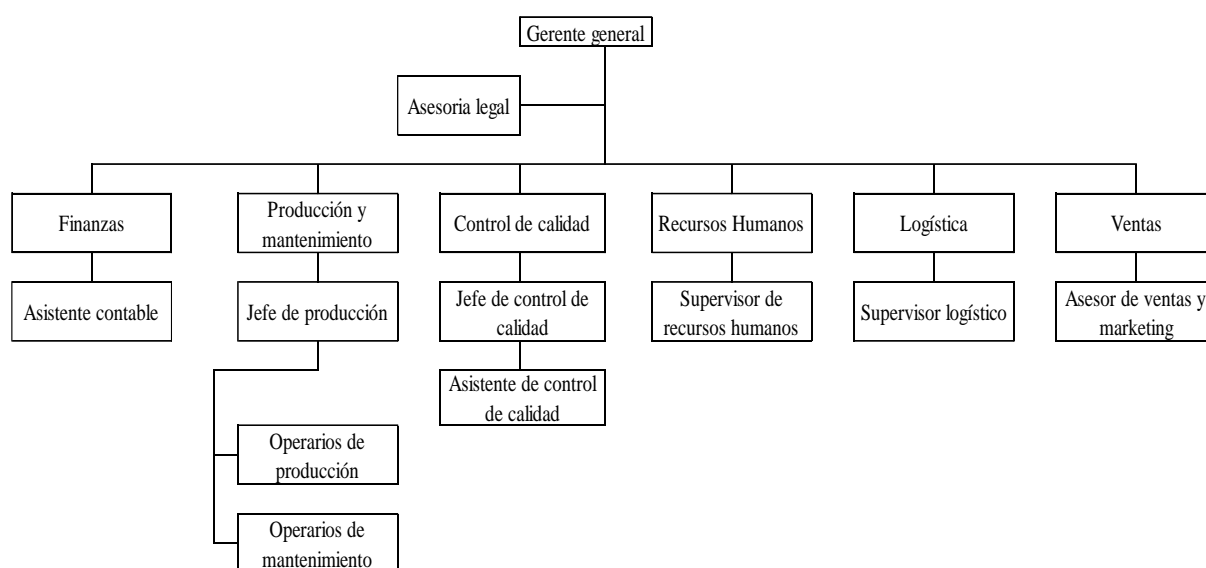 Gerente general
Asesoria legal
Finanzas
Producción y
mantenimiento
Control de calidad
Recursos Humanos
Logística
Ventas
Asistente contable
Jefe de producción
Jefe de control de
calidad
Supervisor de
recursos humanos
Supervisor logístico
Asesor de ventas y
marketing
Asistente de control
de calidad
Operarios de
producción
Operarios de
mantenimiento